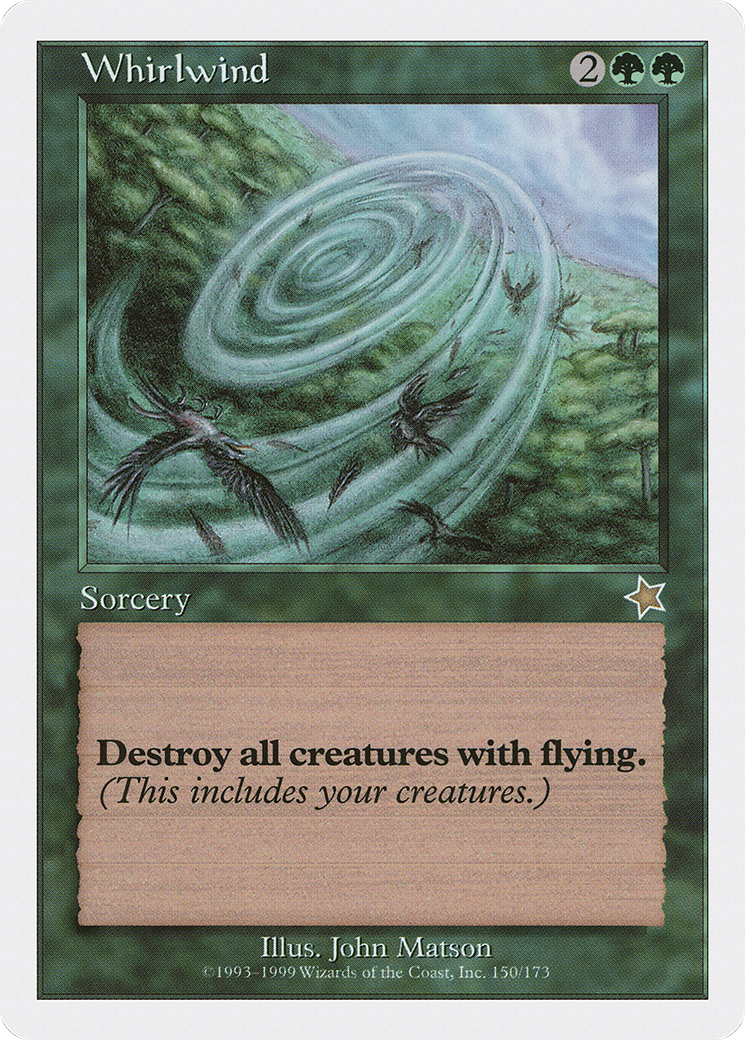 Whirlwind 2
Sorcery
Destroy all creatures with flying.
(This includes your creatures.)
Illus. John Matson
©1993–1999 Wizards of the Coast, Inc. 150/173